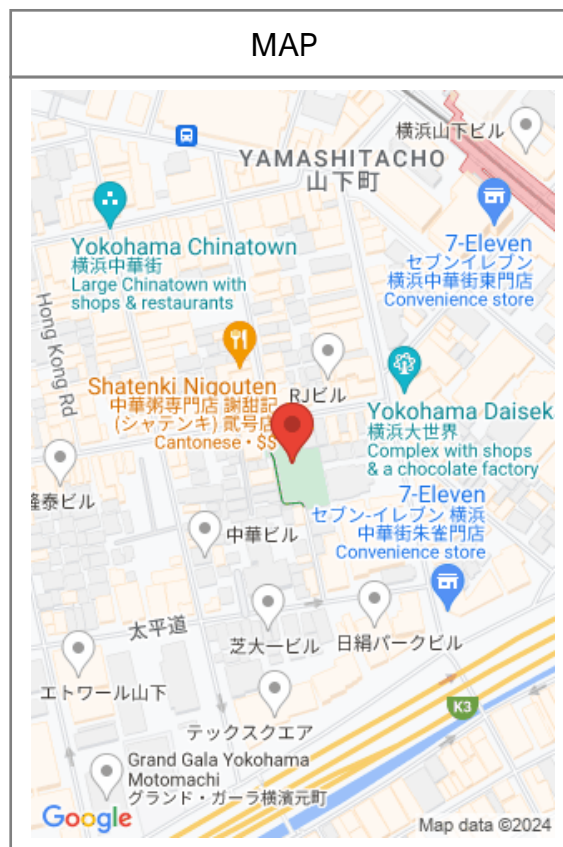 MAP
横浜山下ビル
YAMASHITACHO
山下町
Yokohama Chinatown
横浜中華街
Large Chinatown with
shops & restaurants
7-Eleven
セブンイレブン
横浜中華街東門店
Convenience store
Hong Kong Rd
Shatenki Nigouten
中華粥専門店 謝甜記
(シャテンキ) 貮号店
Cantonese・$$
RJビル
Yokohama Daisek
横浜大世界
Complex with shops
& a chocolate factory
隆泰ビル
中華ビル
7-Eleven
セブン-イレブン 横浜
中華街朱雀門店
Convenience store
太平道
芝大一ビル
日絹パークビル
エトワール山下
テックスクエア
K3
Grand Gala Yokohama
Motomachi
グランド・ガーラ横濱元町
Google
Map data ©2024